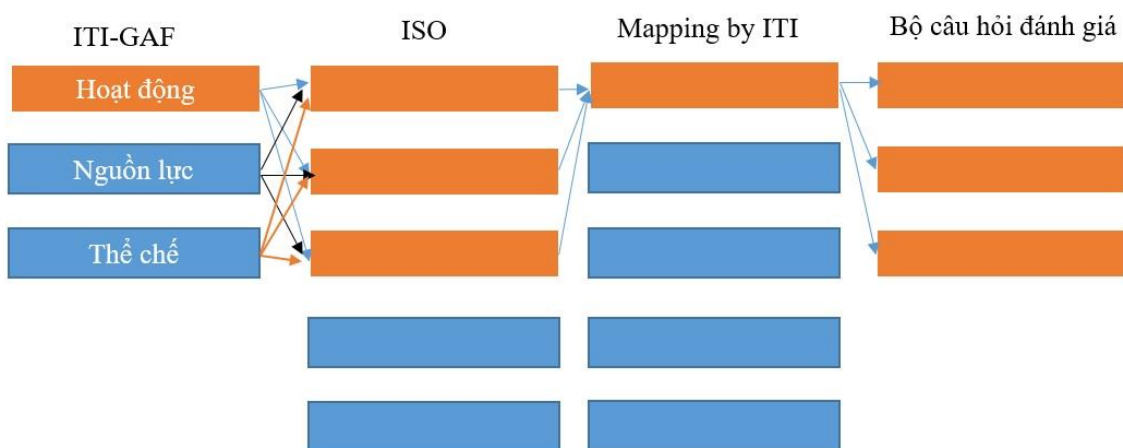 ITI-GAF
ISO
Mapping by ITI
Bộ câu hỏi đánh giá
Hoạt động
Nguồn lực
Thể chế